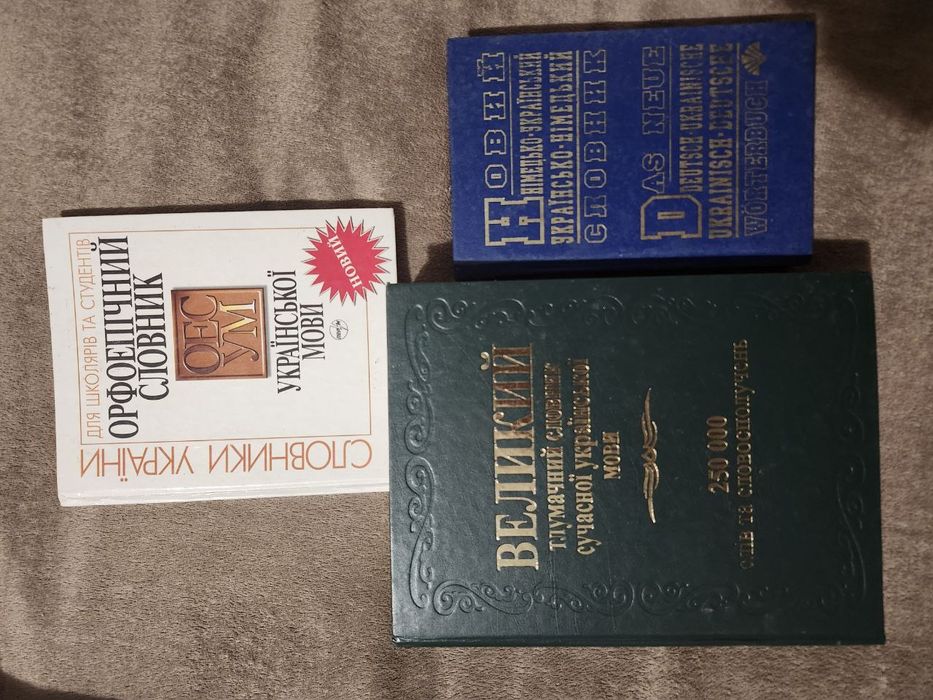 ДЛЯ ШКОЛЯРІВ ТА СТУДЕНТІВ
ОРФОЕПІЧНИЙ
СЛОВНИК
ОЕС
УМ
УКРАЇНСЬКОЇ
МОВИ
НОВИЙ
СЛОВНИКИ УКРАЇНИ
НОВИЙ
НІМЕЦЬКО-УКРАЇНСЬКИЙ
УКРАЇНСЬКО-НІМЕЦЬКИЙ
СЛОВНИК
DAS NEUE
DEUTSCH-UKRAINISCHE
UKRAINISCH-DEUTSCHE
WÖRTERBUCH
ВЕЛИКИЙ
тлумачний словник
сучасної української
мови
250 000
слів та словосполучень